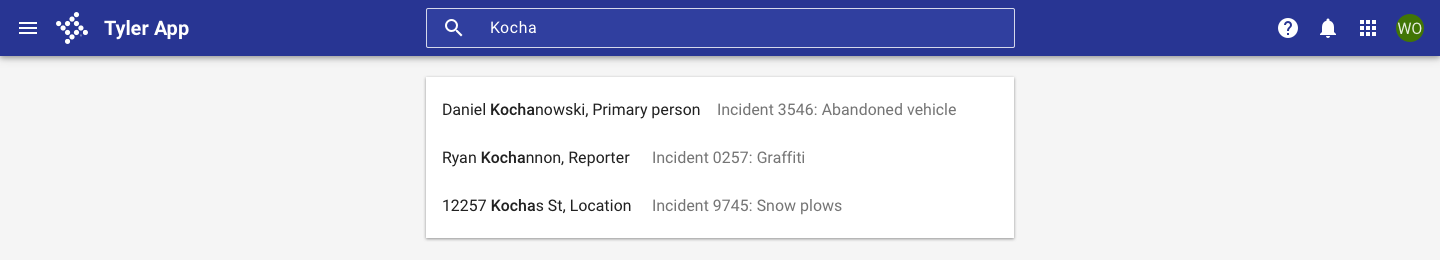 Tyler App
Kocha
WO
Daniel Kochanowski, Primary person Incident 3546: Abandoned vehicle
Ryan Kochannon, Reporter Incident 0257: Graffiti
12257 Kochas St, Location Incident 9745: Snow plows